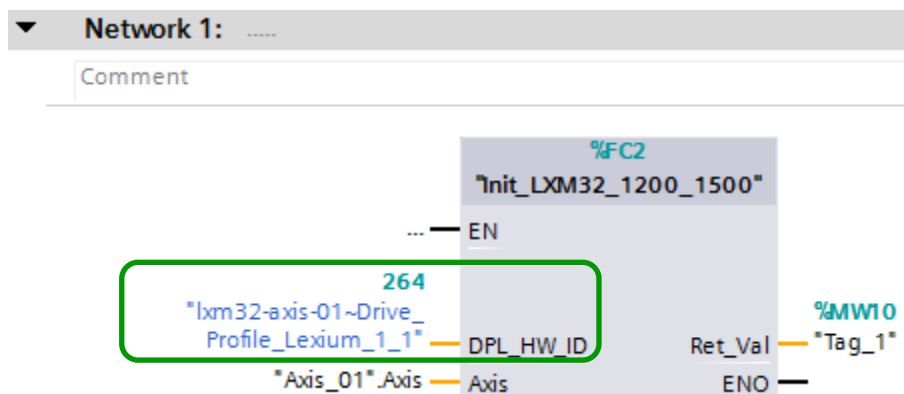 Network 1: .....
Comment
%FC2
"Init_LXM32_1200_1500"
... EN
264
"lxm32-axis-01~Drive_
Profile_Lexium_1_1" DPL_HW_ID
%MW10
Ret_Val "Tag_1"
"Axis_01".Axis Axis ENO